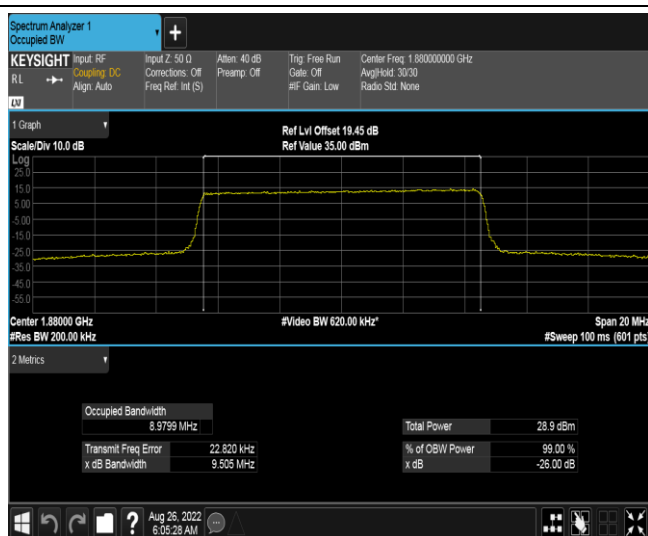 Spectrum Analyzer 1
Occupied BW
+
KEYSIGHT Input: RF Input Z: 50 Ω Atten: 40 dB Trig: Free Run Center Freq: 1.880000000 GHz
RL Coupling: DC Corrections: Off Preamp: Off Gate: Off Avg|Hold: 30/30
Align: Auto Freq Ref: Int (S) #IF Gain: Low Radio Std: None
LXI
1 Graph Ref Lvl Offset 19.45 dB
Scale/Div 10.0 dB Ref Value 35.00 dBm
Log
25.0
15.0
5.00
-5.00
-15.0
-25.0
-35.0
-45.0
-55.0
Center 1.88000 GHz #Video BW 620.00 kHz* Span 20 MHz
#Res BW 200.00 kHz #Sweep 100 ms (601 pts)
2 Metrics
Occupied Bandwidth
8.9799 MHz Total Power 28.9 dBm
Transmit Freq Error 22.820 kHz % of OBW Power 99.00 %
x dB Bandwidth 9.505 MHz x dB -26.00 dB
? Aug 26, 2022
6:05:28 AM